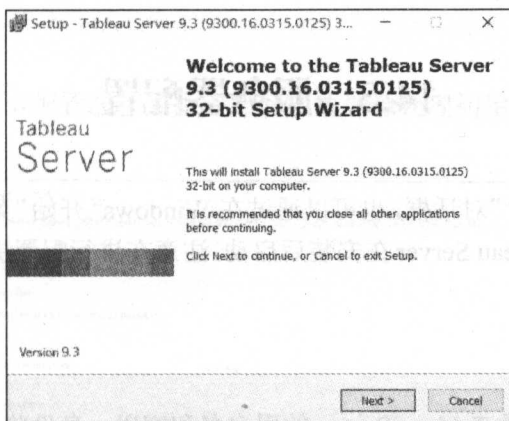 Setup - Tableau Server 9.3 (9300.16.0315.0125) 3...
Welcome to the Tableau Server
9.3 (9300.16.0315.0125)
32-bit Setup Wizard
Tableau
Server
This will install Tableau Server 9.3 (9300.16.0315.0125)
32-bit on your computer.
It is recommended that you close all other applications
before continuing.
Click Next to continue, or Cancel to exit Setup.
Version 9.3
Next >
Cancel